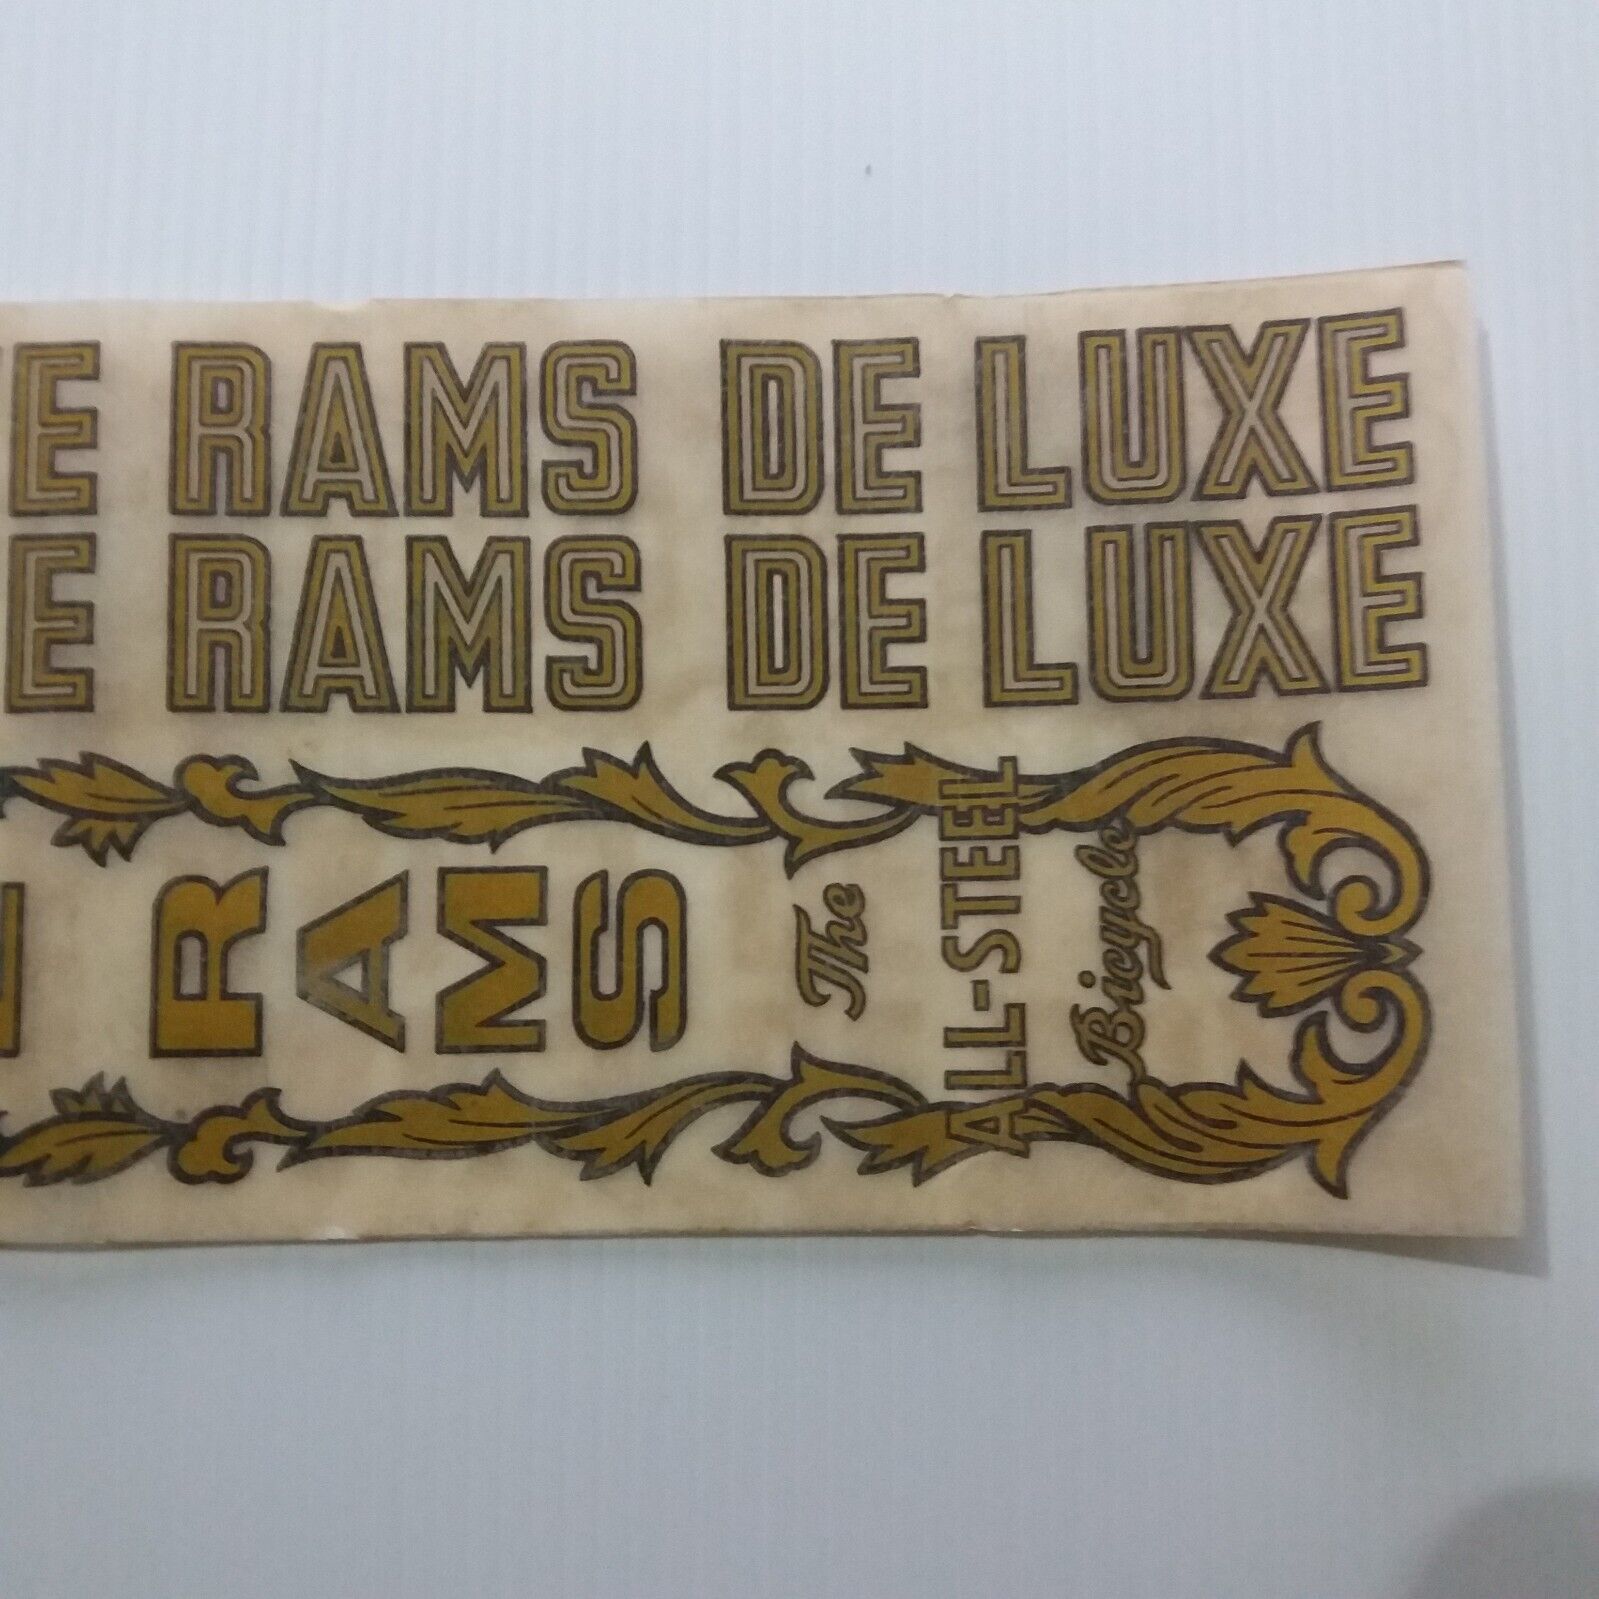 E RAMS DE LUXE
E RAMS DE LUXE
RAMS
The
ALL-STEEL
Bicycle